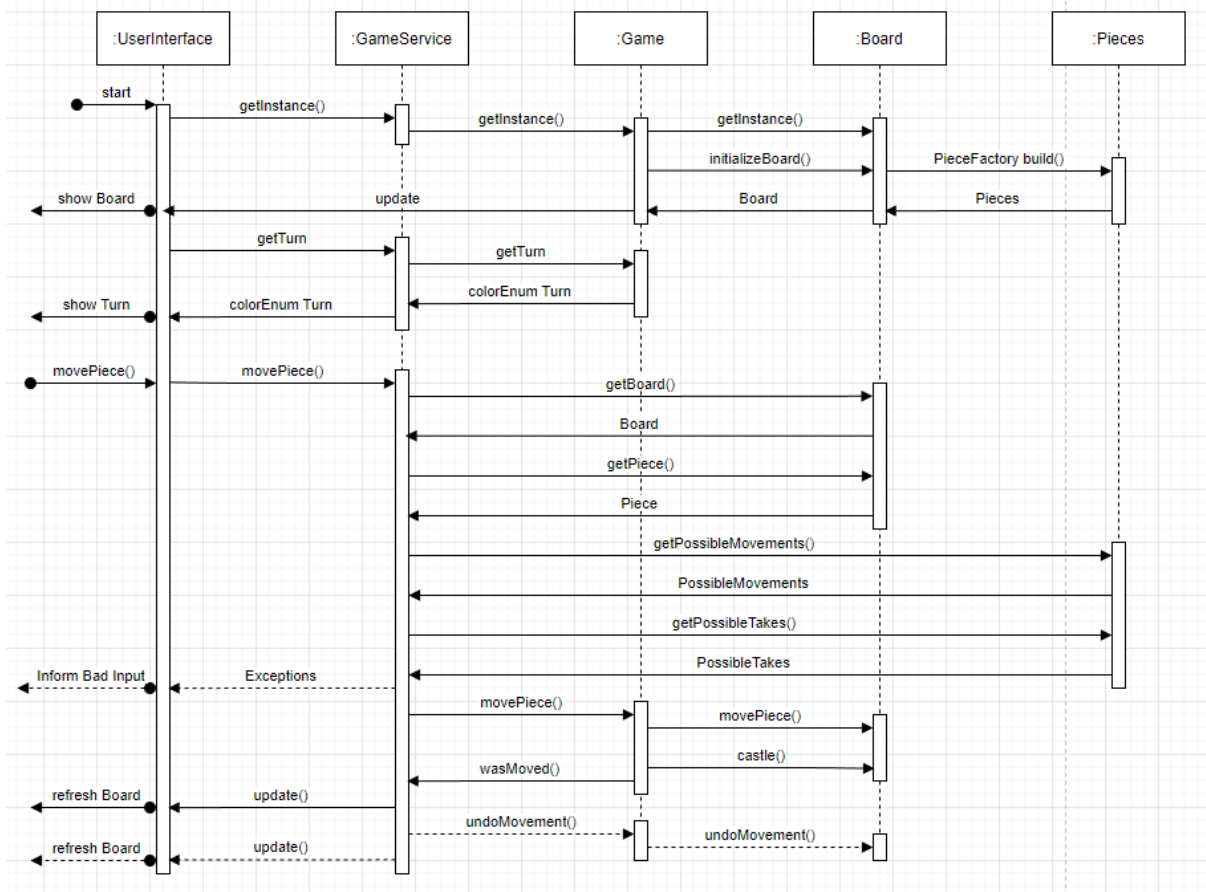 :UserInterface
:GameService
:Game
:Board
:Pieces
start
getInstance()
getInstance()
getInstance()
initializeBoard()
PieceFactory build()
show Board
update
Board
Pieces
getTurn
getTurn
colorEnum Turn
show Turn
colorEnum Turn
movePiece()
movePiece()
getBoard()
Board
getPiece()
Piece
getPossibleMovements()
PossibleMovements
getPossibleTakes()
PossibleTakes
Inform Bad Input
Exceptions
movePiece()
movePiece()
castle()
wasMoved()
refresh Board
update()
undoMovement()
undoMovement()
refresh Board
update()